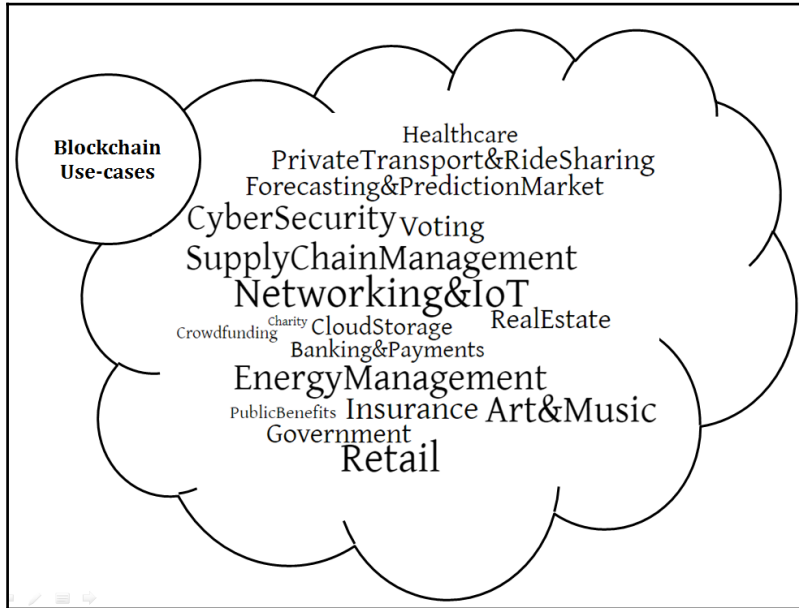 Blockchain
Use-cases
Healthcare
PrivateTransport&RideSharing
Forecasting&PredictionMarket
CyberSecurity Voting
SupplyChainManagement
Networking&IoT
Crowdfunding Charity CloudStorage RealEstate
Banking&Payments
EnergyManagement
PublicBenefits Insurance Art&Music
Government
Retail